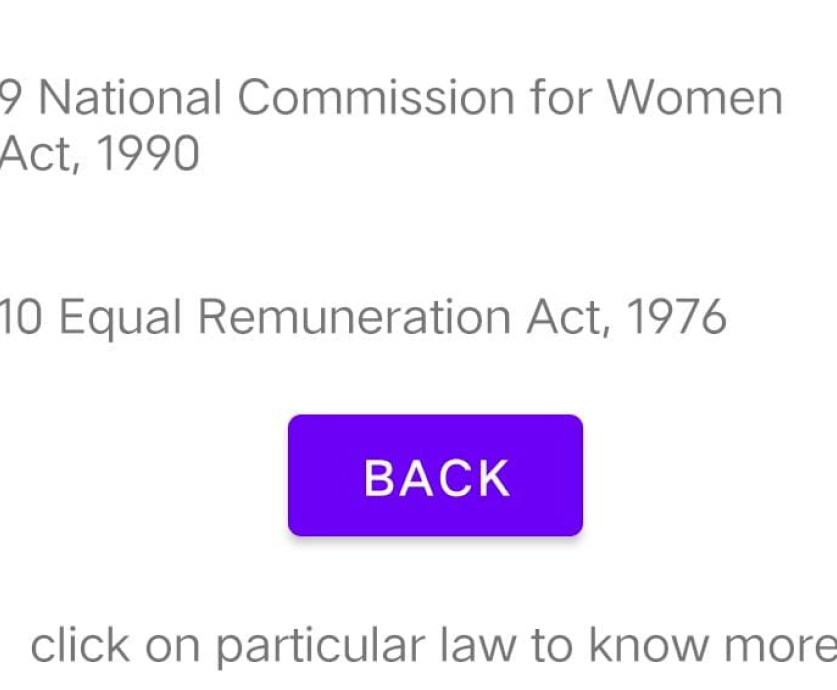 9 National Commission for Women
Act, 1990
10 Equal Remuneration Act, 1976
BACK
click on particular law to know more